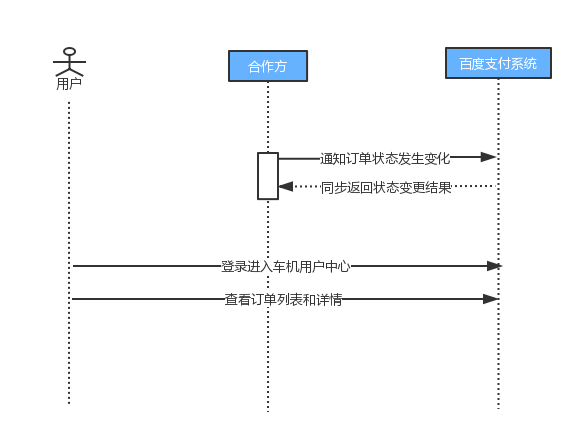 用户
合作方
百度支付系统
通知订单状态发生变化
同步返回状态变更结果
登录进入车机用户中心
查看订单列表和详情